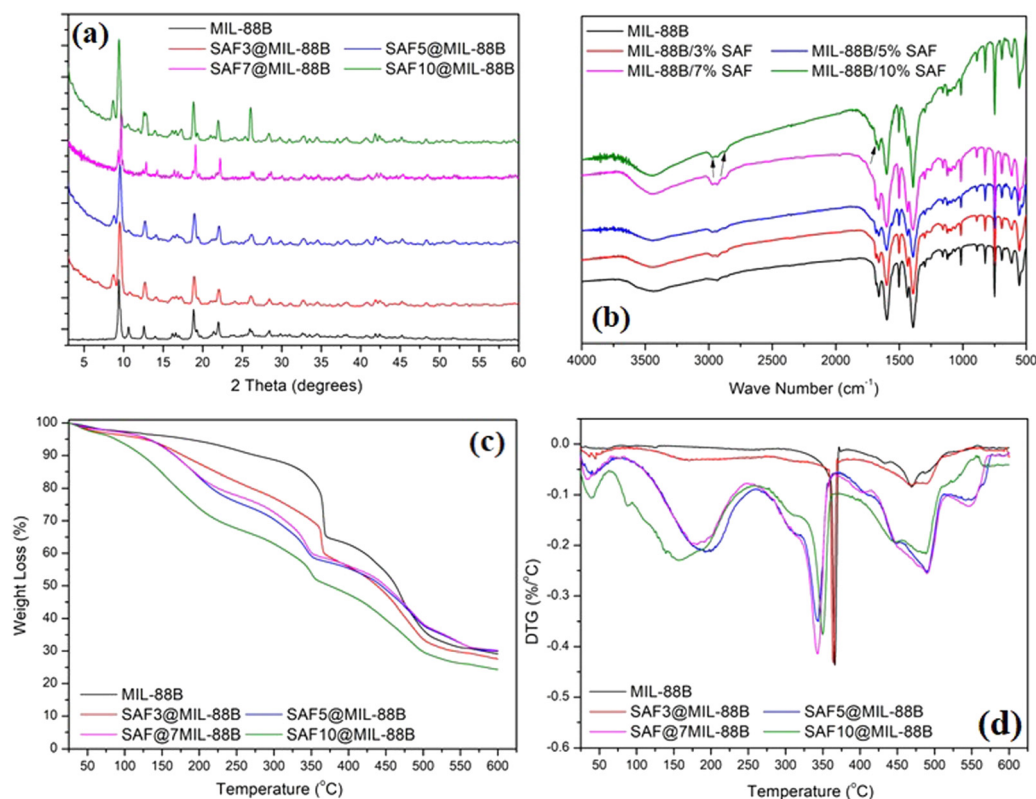 (a)
MIL-88B
SAF3@MIL-88B SAF5@MIL-88B
SAF7@MIL-88B SAF10@MIL-88B
5 10 15 20 25 30 35 40 45 50 55 60
2 Theta (degrees)
MIL-88B
MIL-88B/3% SAF MIL-88B/5% SAF
MIL-88B/7% SAF MIL-88B/10% SAF
(b)
4000 3500 3000 2500 2000 1500 1000 500
Wave Number (cm-1)
(c)
100
90
80
70
60
50
40
30
20
10
0
Weight Loss (%)
MIL-88B
SAF3@MIL-88B SAF5@MIL-88B
SAF@7MIL-88B SAF10@MIL-88B
50 100 150 200 250 300 350 400 450 500 550 600
Temperature (°C)
0.0
-0.1
-0.2
-0.3
-0.4
-0.5
-0.6
DTG (%/°C)
MIL-88B
SAF3@MIL-88B SAF5@MIL-88B
SAF@7MIL-88B SAF10@MIL-88B
(d)
50 100 150 200 250 300 350 400 450 500 550 600
Temperature (°C)